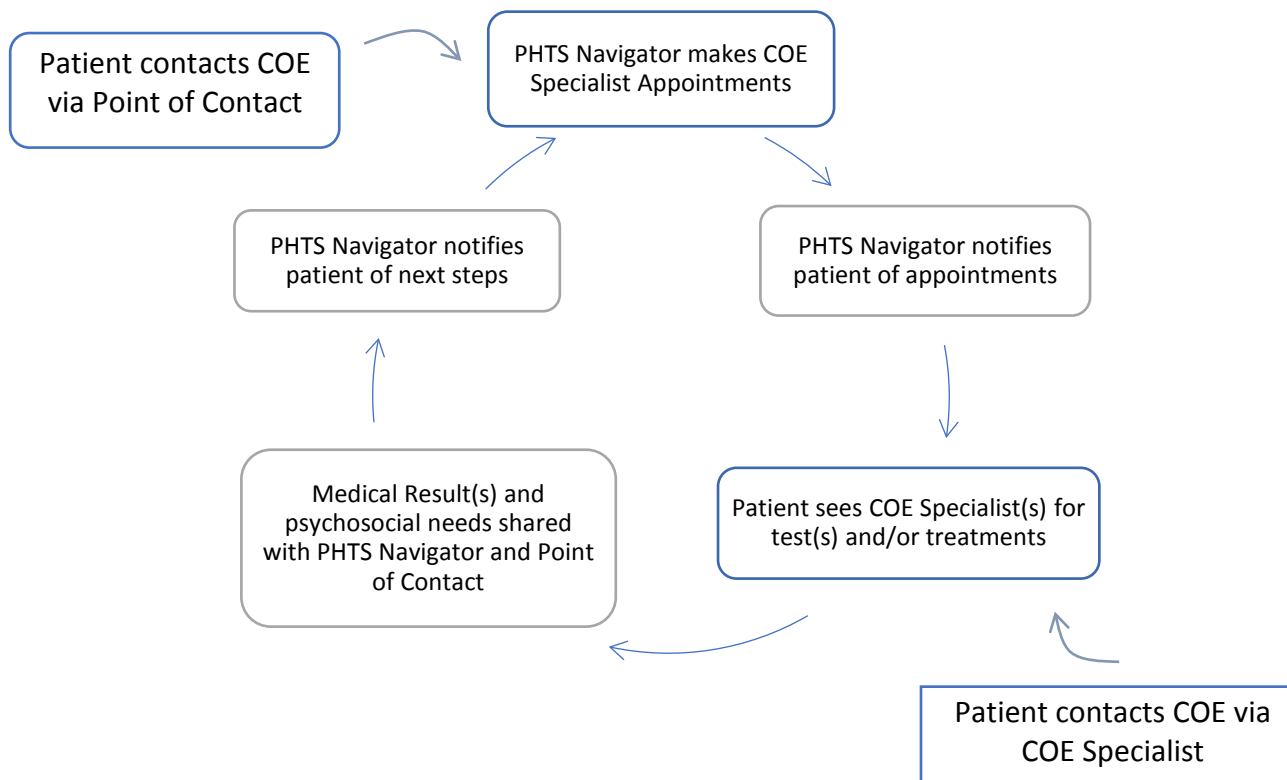 Patient contacts COE
via Point of Contact
PHTS Navigator makes COE
Specialist Appointments
PHTS Navigator notifies
patient of next steps
PHTS Navigator notifies
patient of appointments
Medical Result(s) and
psychosocial needs shared
with PHTS Navigator and Point
of Contact
Patient sees COE Specialist(s) for
test(s) and/or treatments
Patient contacts COE via
COE Specialist